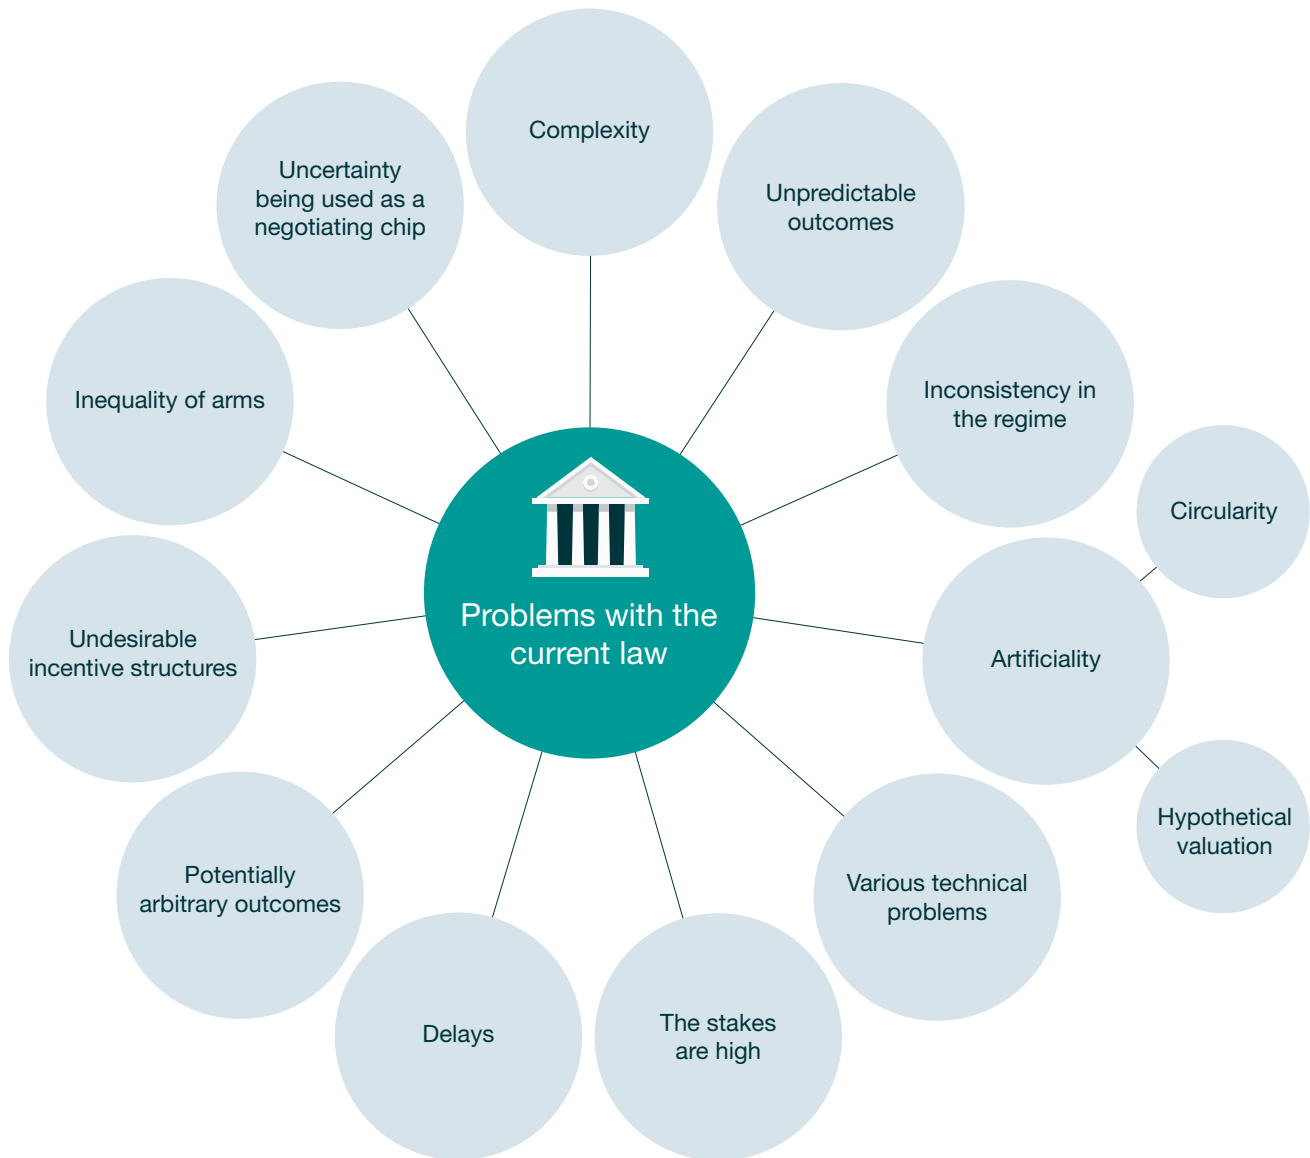 Problems with the
current law
Complexity
Unpredictable
outcomes
Inconsistency in
the regime
Artificiality
Circularity
Hypothetical
valuation
Various technical
problems
The stakes
are high
Delays
Potentially
arbitrary outcomes
Undesirable
incentive structures
Inequality of arms
Uncertainty
being used as a
negotiating chip